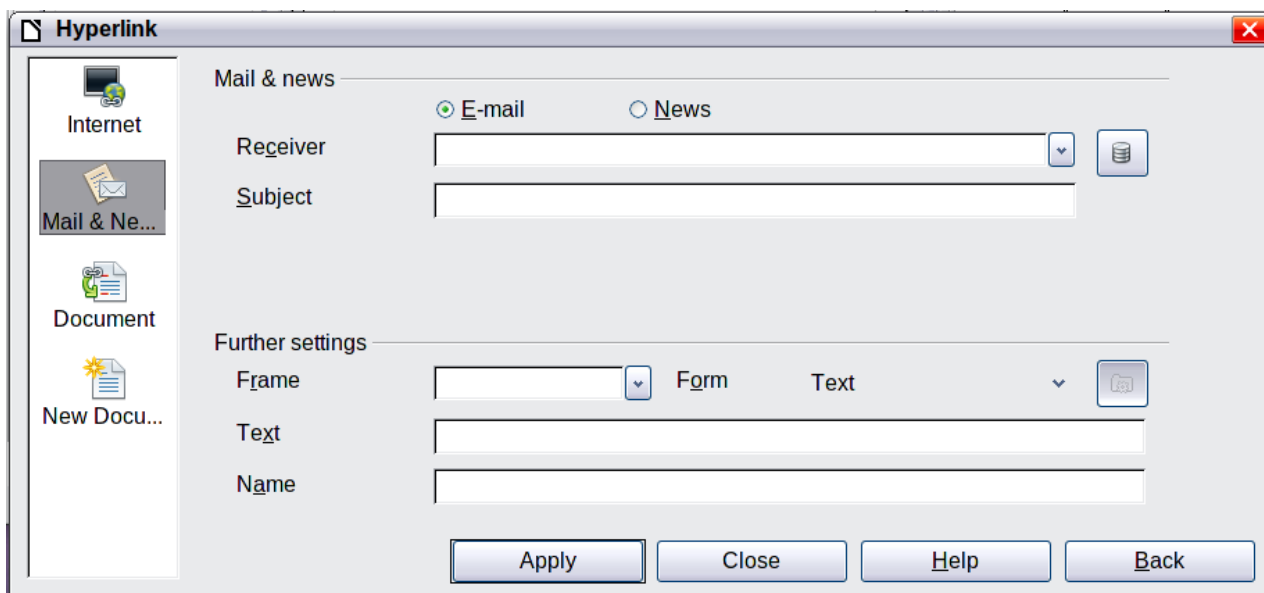 Hyperlink
Internet
Mail & Ne...
Document
New Docu...
Mail & news
E-mail News
Receiver
Subject
Further settings
Frame Form Text
Text
Name
Apply Close Help Back